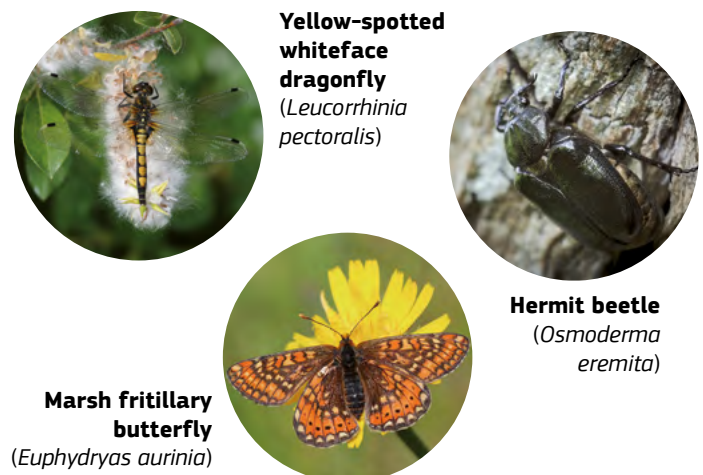 Yellow-spotted
whiteface
dragonfly
(Leucorrhinia
pectoralis)
Hermit beetle
(Osmoderma
eremita)
Marsh fritillary
butterfly
(Euphydryas aurinia)